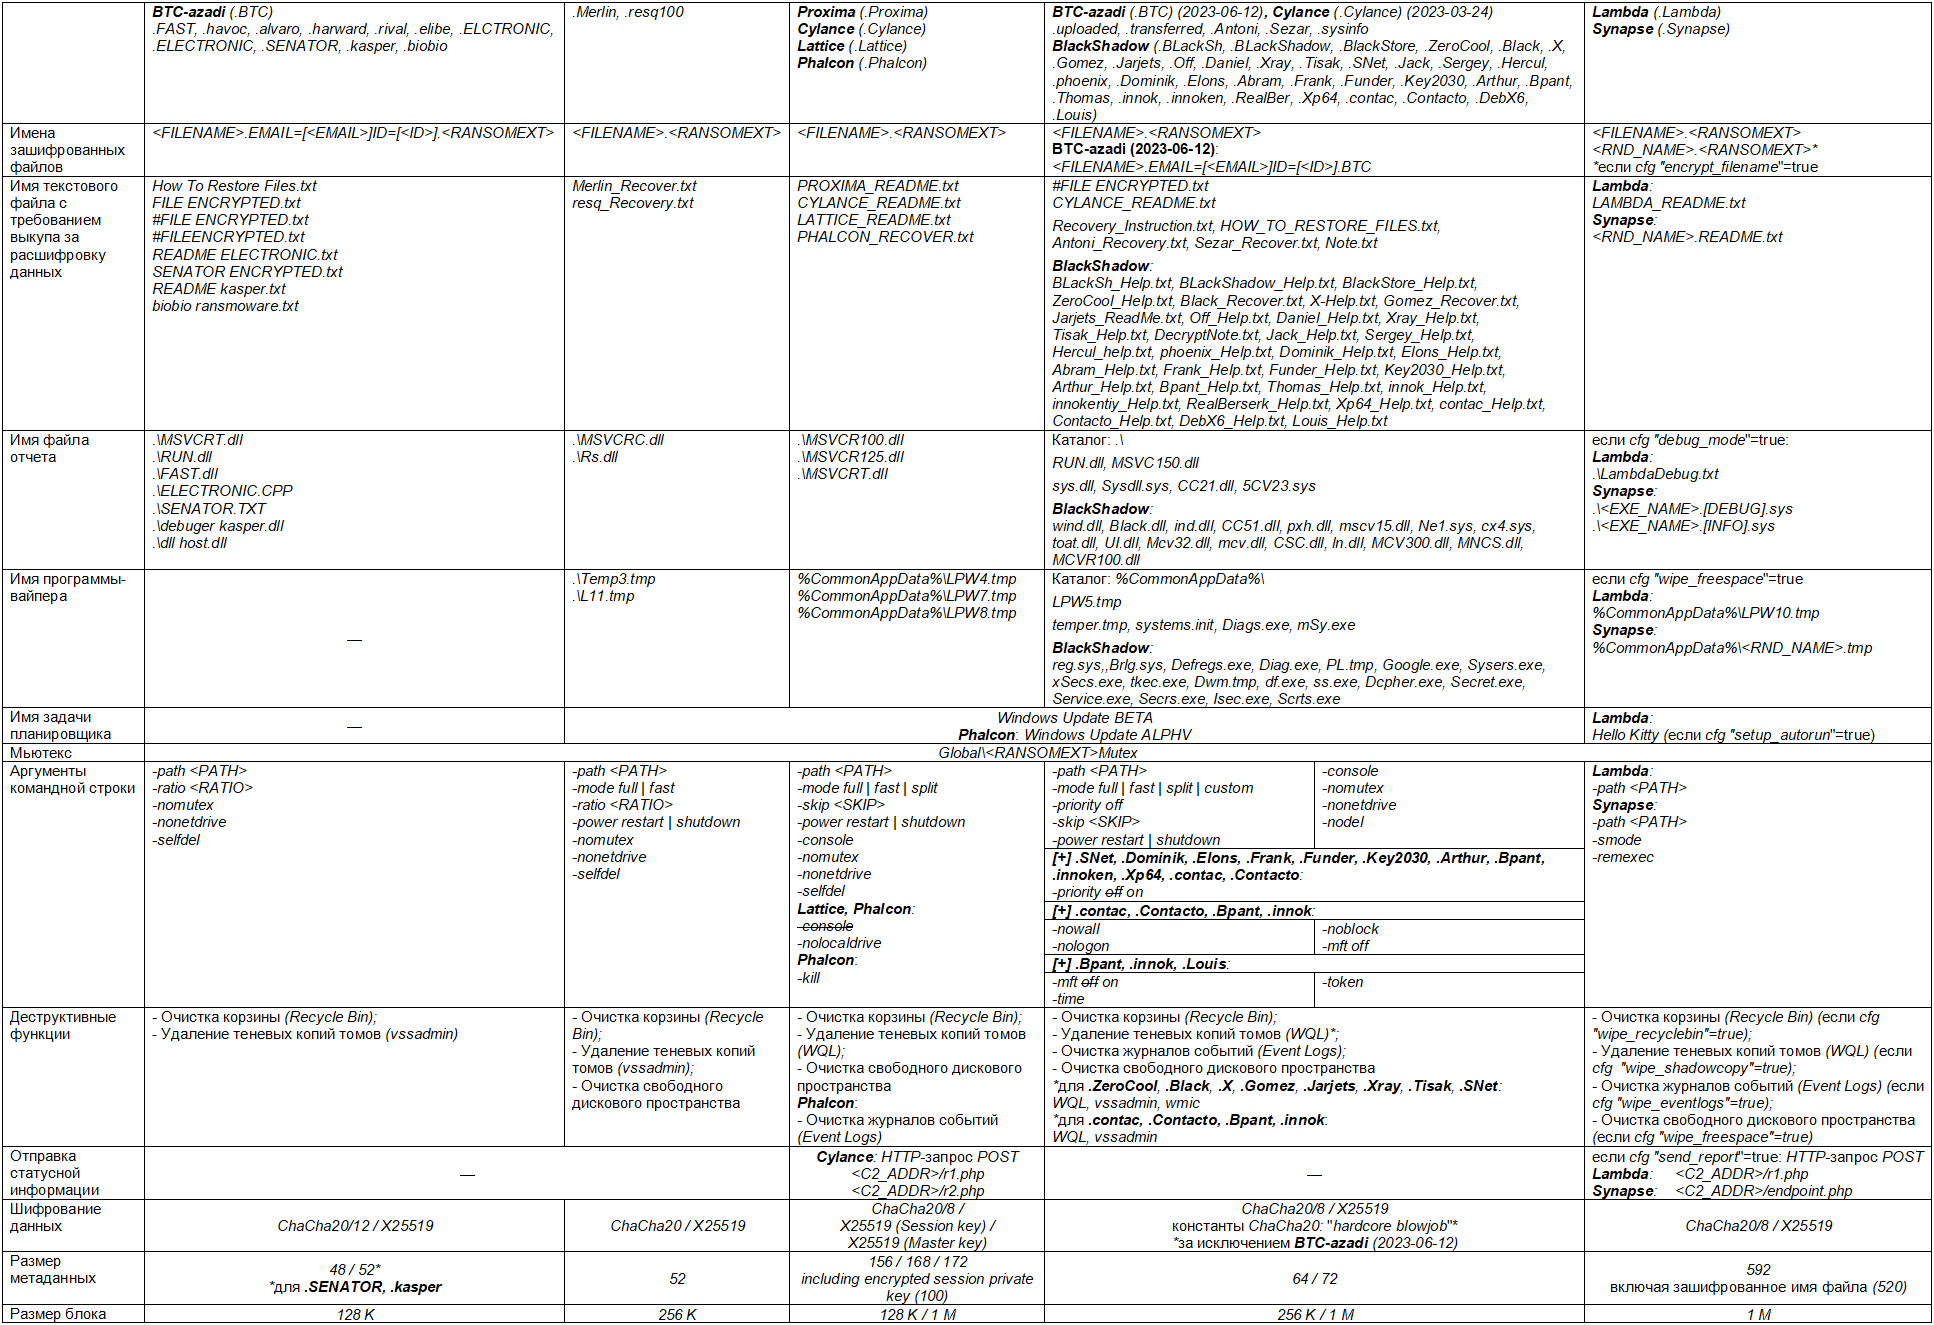 BTC-azadi (.BTC)
.FAST, .havoc, .alvaro, .harward, .rival, .elibe, .ELCTRONIC,
.ELECTRONIC, .SENATOR, .kasper, .biobio
.Merlin, .resq100
Proxima (.Proxima)
Cylance (.Cylance)
Lattice (.Lattice)
Phalcon (.Phalcon)
BTC-azadi (.BTC) (2023-06-12), Cylance (.Cylance) (2023-03-24)
.uploaded, .transferred, .Antoni, .Sezar, .sysinfo
BlackShadow (.BLackSh, .BLackShadow, .BlackStore, .ZeroCool, .Black, .X,
.Gomez, .Jarjets, .Off, .Daniel, .Xray, .Tisak, .SNet, .Jack, .Sergey, .Hercul,
.phoenix, .Dominik, .Elons, .Abram, .Frank, .Funder, .Key2030, .Arthur, .Bpant,
.Thomas, .innok, .innoken, .RealBer, .Xp64, .contac, .Contacto, .DebX6,
.Louis)
Lambda (.Lambda)
Synapse (.Synapse)
Имена
зашифрованных
файлов
<FILENAME>.EMAIL=[<EMAIL>]ID=[<ID>].<RANSOMEXT>
<FILENAME>.<RANSOMEXT>
<FILENAME>.<RANSOMEXT>
<FILENAME>.<RANSOMEXT>
BTC-azadi (2023-06-12):
<FILENAME>.EMAIL=[<EMAIL>]ID=[<ID>].BTC
<FILENAME>.<RANSOMEXT>
<RND_NAME>.<RANSOMEXT>*
*если cfg "encrypt_filename"=true
Имя текстового
файла с
требованием
выкупа за
расшифровку
данных
How To Restore Files.txt
FILE ENCRYPTED.txt
#FILE ENCRYPTED.txt
#FILEENCRYPTED.txt
README ELECTRONIC.txt
SENATOR ENCRYPTED.txt
README kasper.txt
biobio ransmoware.txt
Merlin_Recover.txt
resq_Recovery.txt
PROXIMA_README.txt
CYLANCE_README.txt
LATTICE_README.txt
PHALCON_RECOVER.txt
#FILE ENCRYPTED.txt
CYLANCE_README.txt
Recovery_Instruction.txt, HOW_TO_RESTORE_FILES.txt,
Antoni_Recovery.txt, Sezar_Recover.txt, Note.txt
BlackShadow:
BLackSh_Help.txt, BLackShadow_Help.txt, BlackStore_Help.txt,
ZeroCool_Help.txt, Black_Recover.txt, X-Help.txt, Gomez_Recover.txt,
Jarjets_ReadMe.txt, Off_Help.txt, Daniel_Help.txt, Xray_Help.txt,
Tisak_Help.txt, DecryptNote.txt, Jack_Help.txt, Sergey_Help.txt,
Hercul_help.txt, phoenix_Help.txt, Dominik_Help.txt, Elons_Help.txt,
Abram_Help.txt, Frank_Help.txt, Funder_Help.txt, Key2030_Help.txt,
Arthur_Help.txt, Bpant_Help.txt, Thomas_Help.txt, innok_Help.txt,
innokentiy_Help.txt, RealBerserk_Help.txt, Xp64_Help.txt, contac_Help.txt,
Contacto_Help.txt, DebX6_Help.txt, Louis_Help.txt
Lambda:
LAMBDA_README.txt
Synapse:
<RND_NAME>.README.txt
Имя файла
отчета
.\MSVCRT.dll
.\RUN.dll
.\FAST.dll
.\ELECTRONIC.CPP
.\SENATOR.TXT
.\debuger kasper.dll
.\dll host.dll
.\MSVCRC.dll
.\Rs.dll
.\MSVCR100.dll
.\MSVCR125.dll
.\MSVCRT.dll
Каталог: .\
RUN.dll, MSVC150.dll
sys.dll, Sysdll.sys, CC21.dll, 5CV23.sys
BlackShadow:
wind.dll, Black.dll, ind.dll, CC51.dll, pxh.dll, mscv15.dll, Ne1.sys, cx4.sys,
toat.dll, UI.dll, Mcv32.dll, mcv.dll, CSC.dll, In.dll, MCV300.dll, MNCS.dll,
MCVR100.dll
если cfg "debug_mode"=true:
Lambda:
.\LambdaDebug.txt
Synapse:
.\<EXE_NAME>.[DEBUG].sys
.\<EXE_NAME>.[INFO].sys
Имя программы-
вайпера
—
.\Temp3.tmp
.\L11.tmp
%CommonAppData%\LPW4.tmp
%CommonAppData%\LPW7.tmp
%CommonAppData%\LPW8.tmp
Каталог: %CommonAppData%\
LPW5.tmp
temper.tmp, systems.init, Diags.exe, mSy.exe
BlackShadow:
reg.sys,,Brlg.sys, Defregs.exe, Diag.exe, PL.tmp, Google.exe, Sysers.exe,
xSecs.exe, tkec.exe, Dwm.tmp, df.exe, ss.exe, Dcpher.exe, Secret.exe,
Service.exe, Secrs.exe, Isec.exe, Scrts.exe
если cfg "wipe_freespace"=true
Lambda:
%CommonAppData%\LPW10.tmp
Synapse:
%CommonAppData%\<RND_NAME>.tmp
Имя задачи
планировщика
—
Windows Update BETA
Phalcon: Windows Update ALPHV
Lambda:
Hello Kitty (если cfg "setup_autorun"=true)
Мьютекс
Global\<RANSOMEXT>Mutex
Аргументы
командной строки
-path <PATH>
-ratio <RATIO>
-nomutex
-nonetdrive
-selfdel
-path <PATH>
-mode full | fast
-ratio <RATIO>
-power restart | shutdown
-nomutex
-nonetdrive
-selfdel
-path <PATH>
-mode full | fast | split
-skip <SKIP>
-power restart | shutdown
-console
-nomutex
-nonetdrive
-selfdel
Lattice, Phalcon:
-console
-nolocaldrive
Phalcon:
-kill
-path <PATH>
-mode full | fast | split | custom
-priority off
-skip <SKIP>
-power restart | shutdown
-console
-nomutex
-nonetdrive
-nodel
[+] .SNet, .Dominik, .Elons, .Frank, .Funder, .Key2030, .Arthur, .Bpant,
.innoken, .Xp64, .contac, .Contacto:
-priority off on
[+] .contac, .Contacto, .Bpant, .innok:
-nowall
-nologon
-noblock
-mft off
[+] .Bpant, .innok, .Louis:
-mft off on
-time
-token
Lambda:
-path <PATH>
Synapse:
-path <PATH>
-smode
-remexec
Деструктивные
функции
- Очистка корзины (Recycle Bin);
- Удаление теневых копий томов (vssadmin)
- Очистка корзины (Recycle
Bin);
- Удаление теневых копий
томов (vssadmin);
- Очистка свободного
дискового пространства
- Очистка корзины (Recycle Bin);
- Удаление теневых копий томов
(WQL);
- Очистка свободного дискового
пространства
Phalcon:
- Очистка журналов событий
(Event Logs)
- Очистка корзины (Recycle Bin);
- Удаление теневых копий томов (WQL)*;
- Очистка журналов событий (Event Logs);
- Очистка свободного дискового пространства
*для .ZeroCool, .Black, .X, .Gomez, .Jarjets, .Xray, .Tisak, .SNet:
WQL, vssadmin, wmic
*для .contac, .Contacto, .Bpant, .innok:
WQL, vssadmin
- Очистка корзины (Recycle Bin) (если cfg
"wipe_recyclebin"=true);
- Удаление теневых копий томов (WQL) (если
cfg "wipe_shadowcopy"=true);
- Очистка журналов событий (Event Logs) (если
cfg "wipe_eventlogs"=true);
- Очистка свободного дискового пространства
(если cfg "wipe_freespace"=true)
Отправка
статусной
информации
—
Cylance: HTTP-запрос POST
<C2_ADDR>/r1.php
<C2_ADDR>/r2.php
—
если cfg "send_report"=true: HTTP-запрос POST
Lambda: <C2_ADDR>/r1.php
Synapse: <C2_ADDR>/endpoint.php
Шифрование
данных
ChaCha20/12 / X25519
ChaCha20 / X25519
ChaCha20/8 /
X25519 (Session key) /
X25519 (Master key)
ChaCha20/8 / X25519
константы ChaCha20: "hardcore blowjob"*
*за исключением BTC-azadi (2023-06-12)
ChaCha20/8 / X25519
Размер
метаданных
48 / 52*
*для .SENATOR, .kasper
52
156 / 168 / 172
including encrypted session private
key (100)
64 / 72
592
включая зашифрованное имя файла (520)
Размер блока
128 K
256 K
128 K / 1 M
256 K / 1 M
1 M